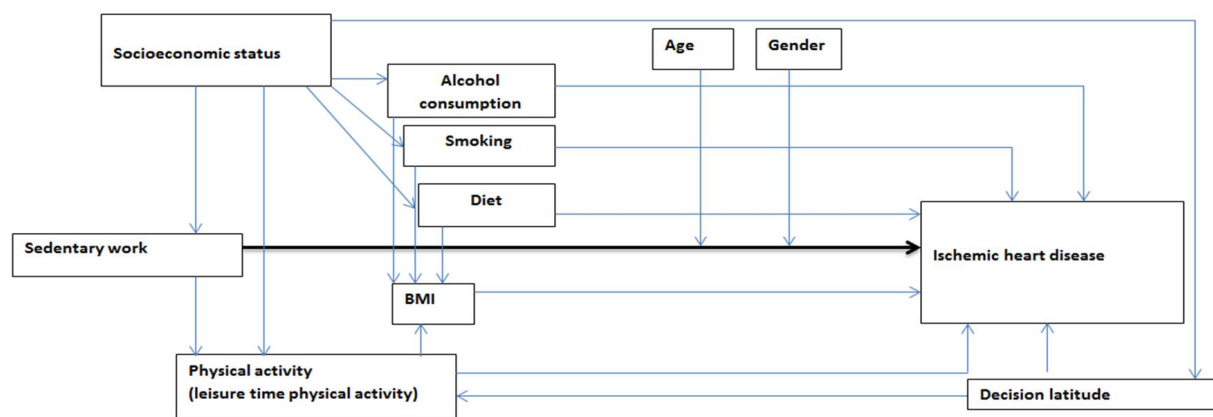 Socioeconomic status
Age
Gender
Alcohol
consumption
Smoking
Diet
Sedentary work
Ischemic heart disease
BMI
Physical activity
(leisure time physical activity)
Decision latitude